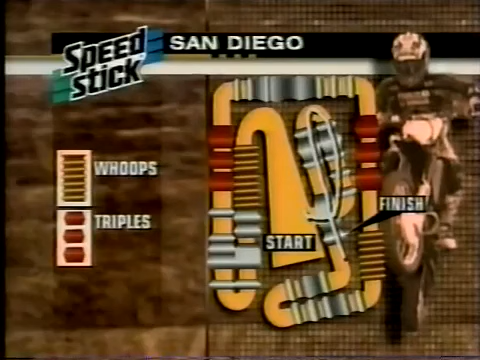 Speed
Stick
SAN DIEGO
WHOOPS
TRIPLES
FINISH
START